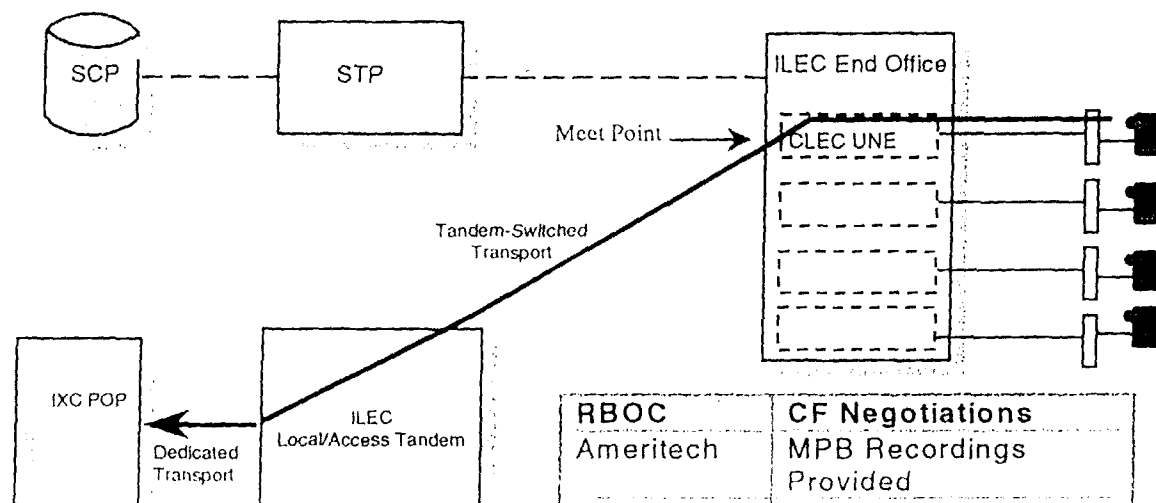 SCP
STP
ILEC End Office
Meet Point
CLEC UNE
Tandem-Switched
Transport
IXC POP
ILEC
Local/Access Tandem
Dedicated
Transport
RBOC CF Negotiations
Ameritech MPB Recordings
Provided